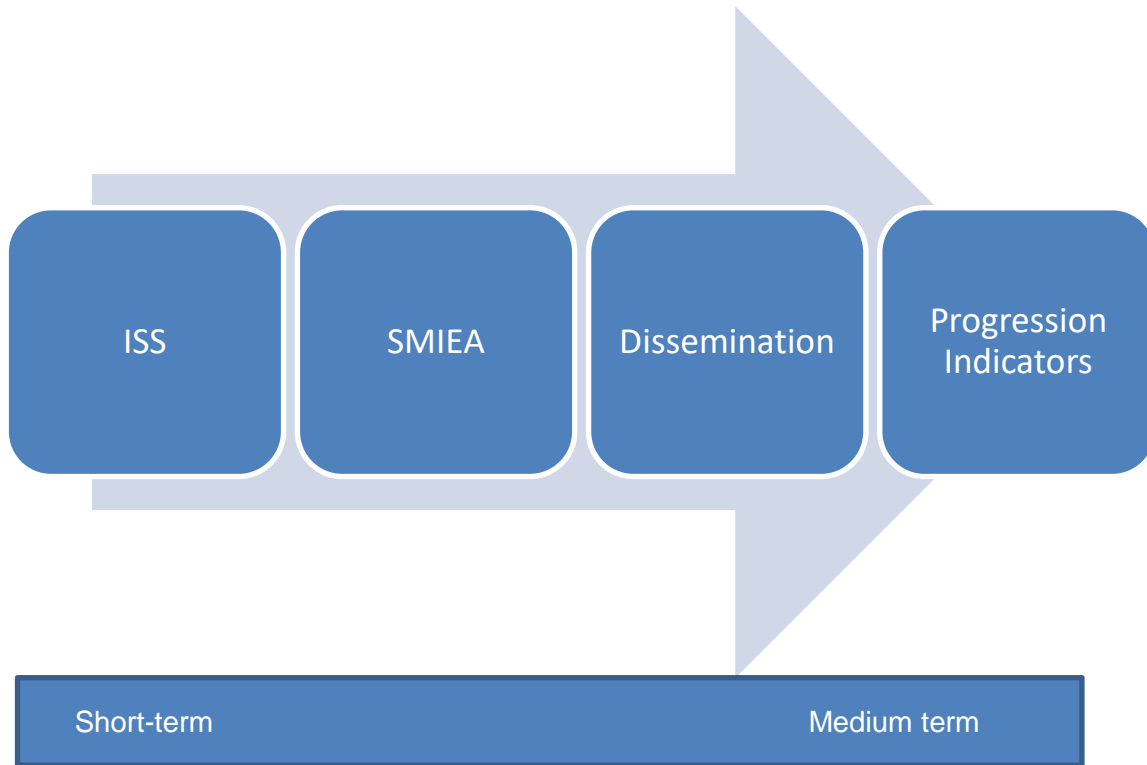 ISS
SMIEA
Dissemination
Progression
Indicators
Short-term
Medium term